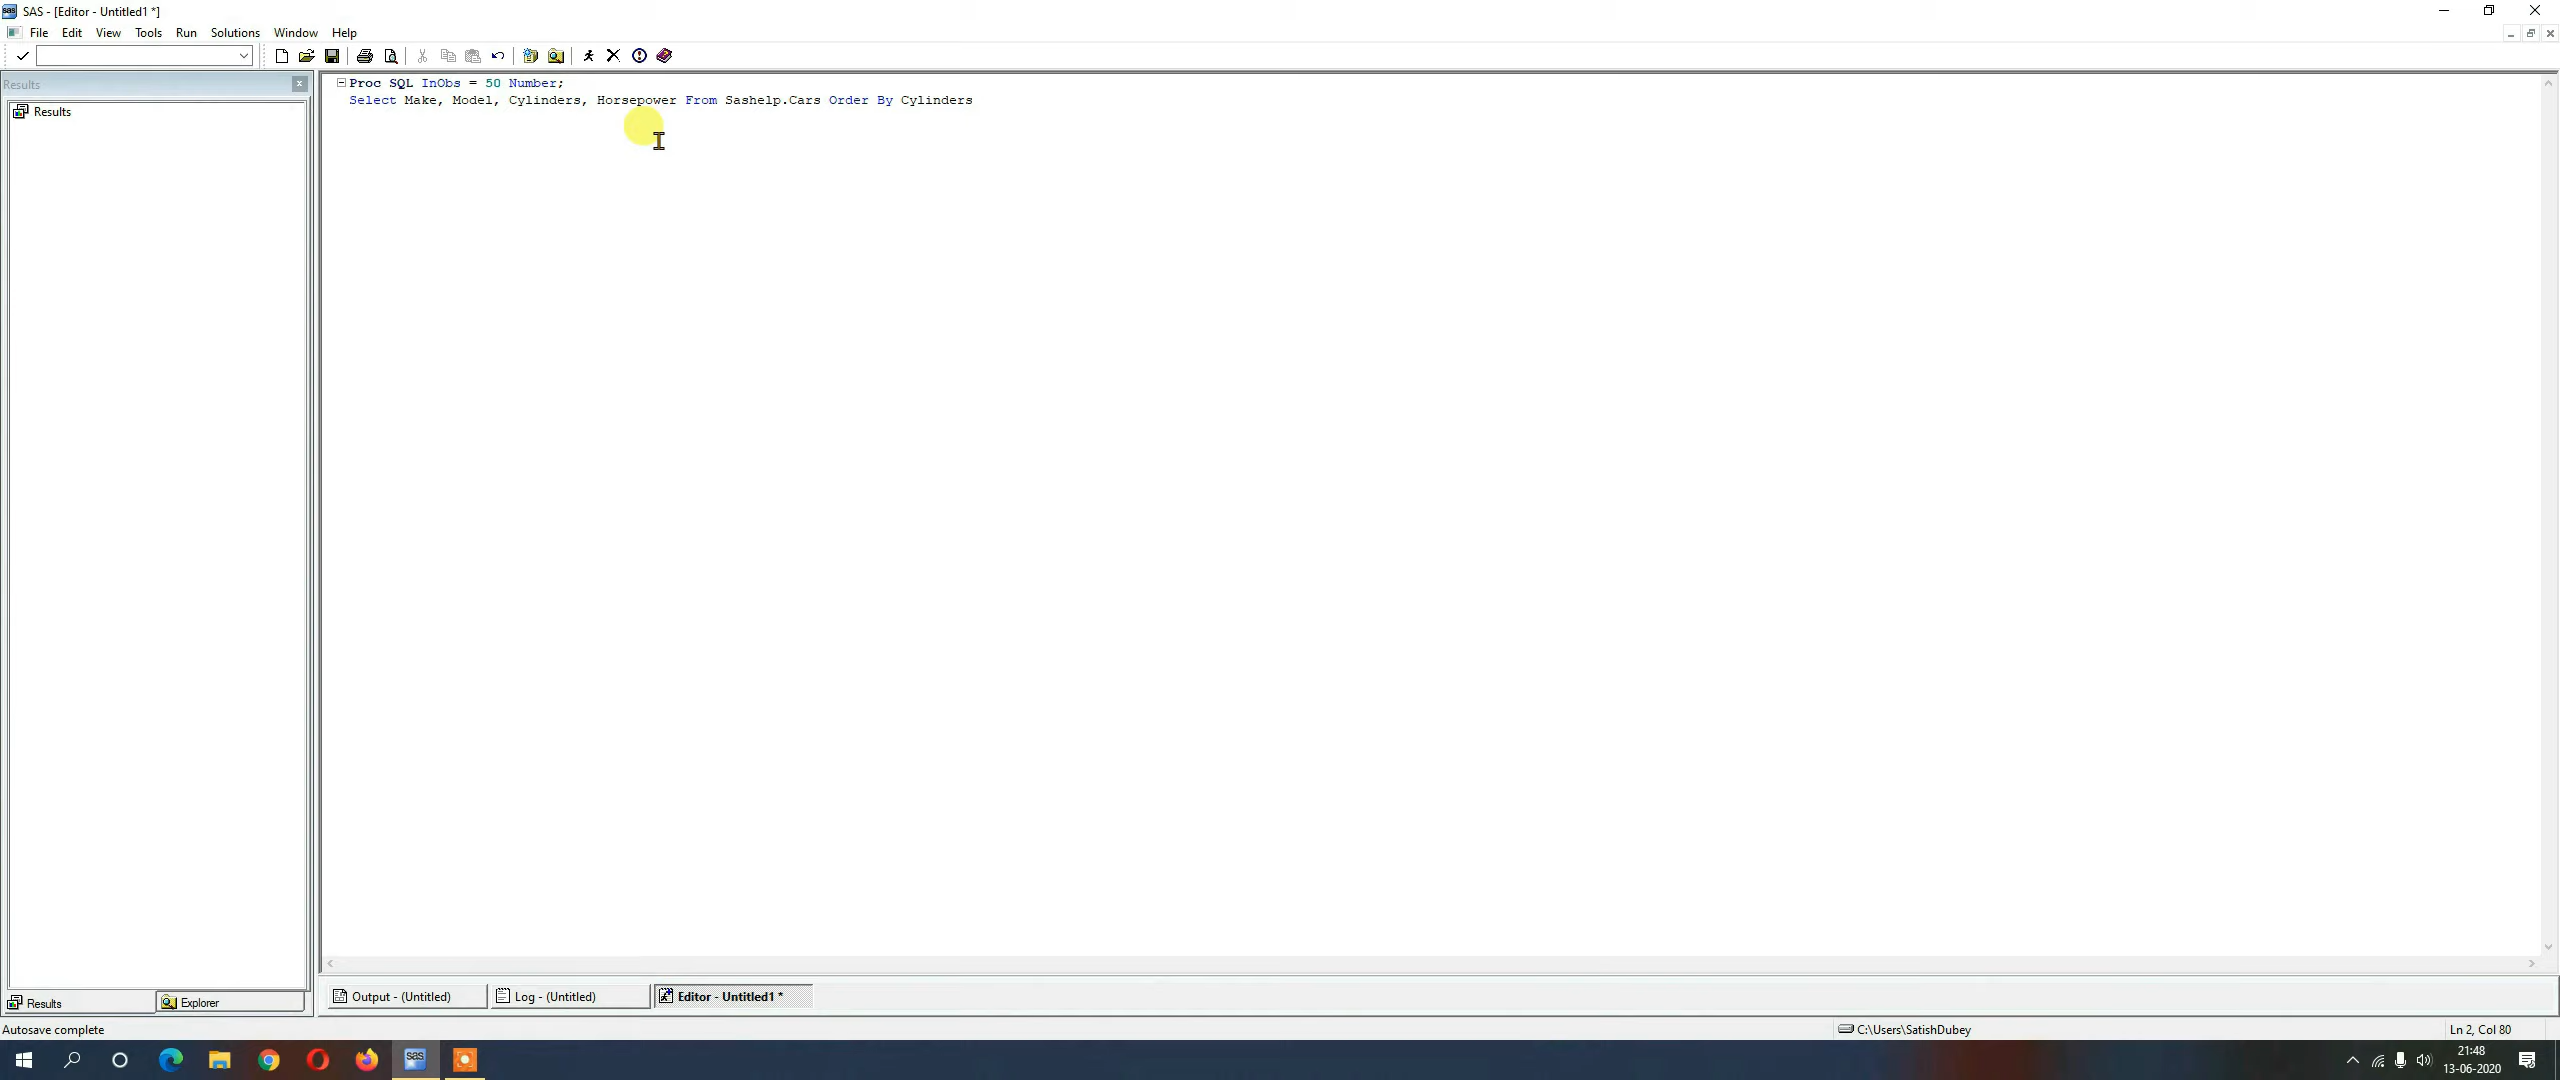 SAS - [Editor - Untitled1 *]
File Edit View Tools Run Solutions Window Help
Results
Proc SQL InObs = 50 Number;
Results
Select Make, Model, Cylinders, Horsepower From Sashelp.Cars Order By Cylinders
Results
Explorer
Output - (Untitled)
Log - (Untitled)
Editor - Untitled1 *
Autosave complete
C:\Users\SatishDubey
Ln 2, Col 80
sas
21:48
13-06-2020